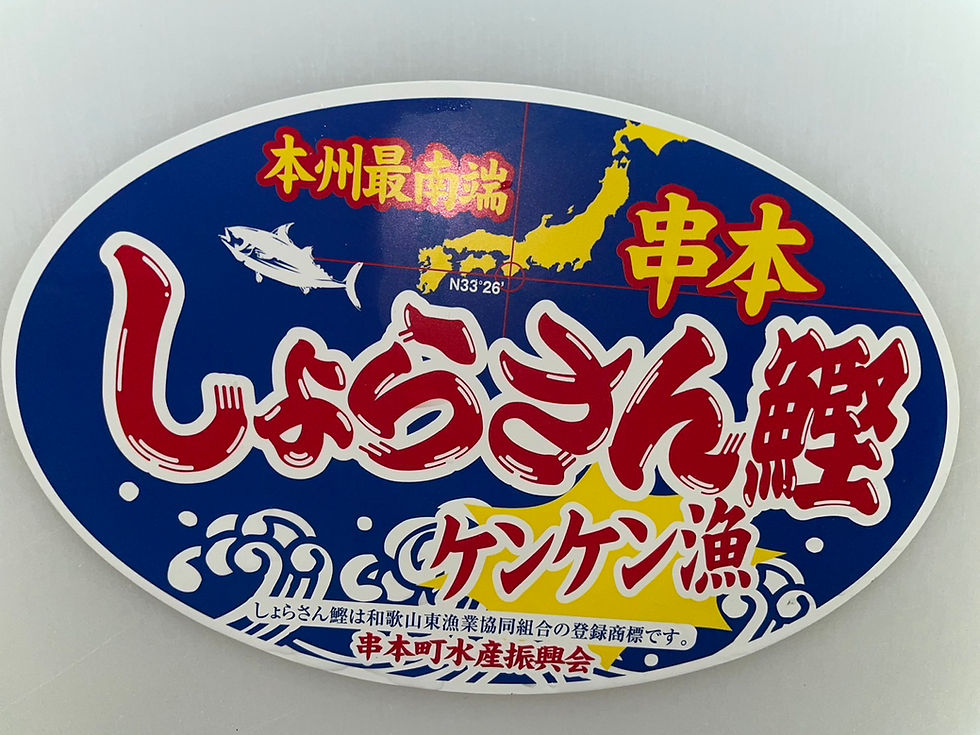 本州最南端
串本
N33°26'
しょらさん鰹
ケンケン漁
しょらさん鰹は和歌山東漁業協同組合の登録商標です。
串本町水産振興会